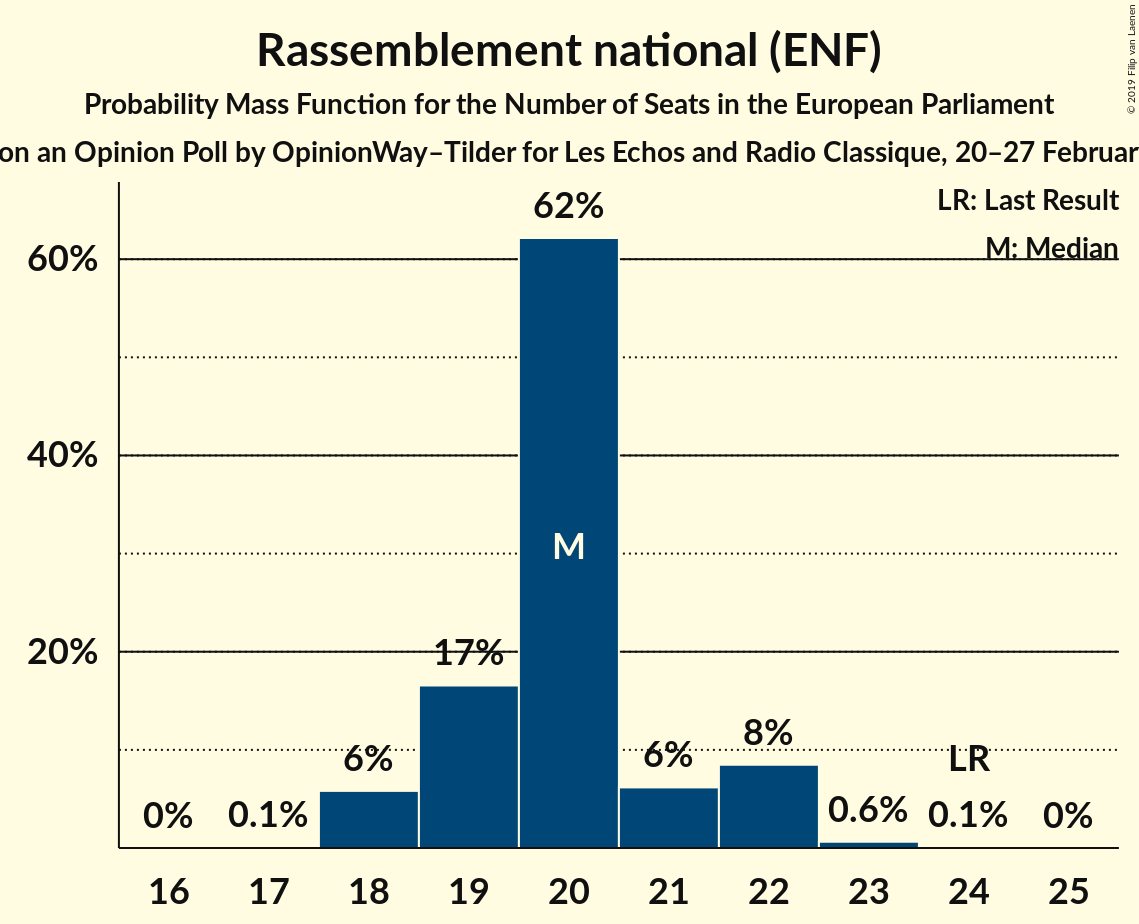 Rassemblement national (ENF)
Probability Mass Function for the Number of Seats in the European Parliament
on an Opinion Poll by OpinionWay–Tilder for Les Echos and Radio Classique, 20–27 Februar
© 2019 Filip van Laenen
LR: Last Result
M: Median
60%
40%
20%
0%
0.1%
6%
17%
62%
M
6%
8%
0.6%
LR
0.1%
0%
16 17 18 19 20 21 22 23 24 25